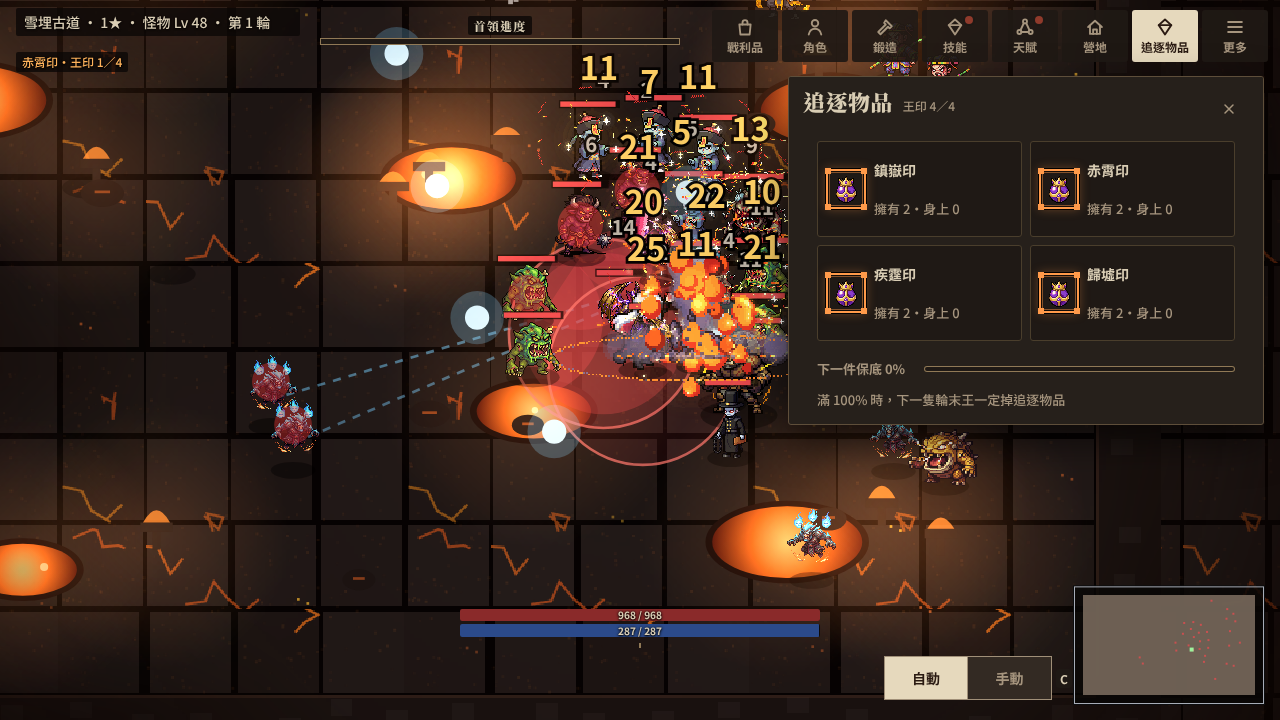 雪埋古道 · 1★ · 怪物 Lv 48 · 第 1 輪
赤霄印·王印 1／4
首領進度
戰利品
角色
鍛造
技能
天賦
營地
追逐物品
更多
11
7
11
5
13
6
21
9
20
22
10
14
4
11
25
11
21
追逐物品 王印 4／4
×
鎮嶽印
擁有 2·身上 0
赤霄印
擁有 2·身上 0
疾霆印
擁有 2·身上 0
歸墟印
擁有 2·身上 0
下一件保底 0%
滿 100% 時，下一隻輪末王一定掉追逐物品
968 / 968
287 / 287
自動
手動
C